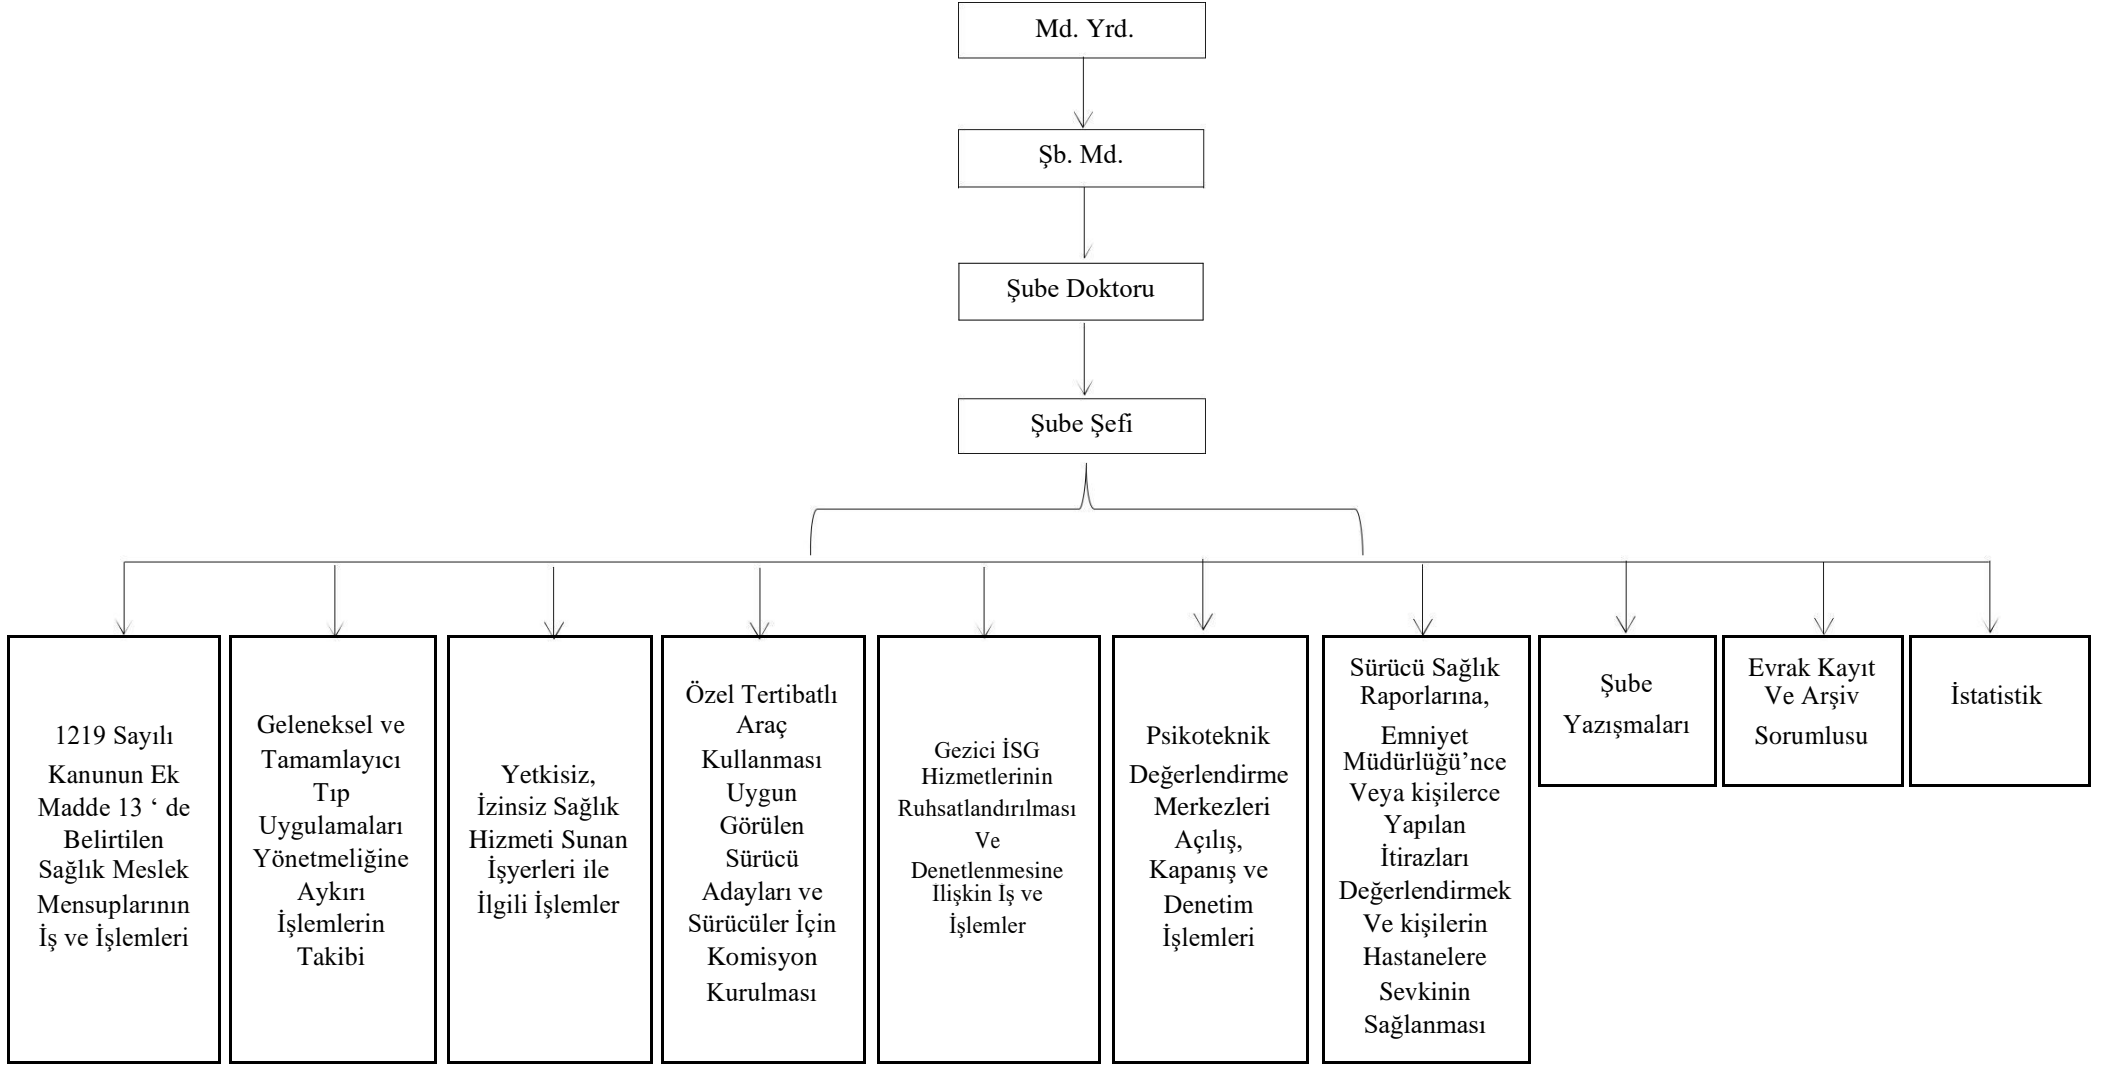 Md. Yrd.
Şb. Md.
Şube Doktoru
Şube Şefi
1219 Sayılı
Kanunun Ek
Madde 13 ‘ de
Belirtilen
Sağlık Meslek
Mensuplarının
İş ve İşlemleri
Geleneksel ve
Tamamlayıcı
Tıp
Uygulamaları
Yönetmeliğine
Aykırı
İşlemlerin
Takibi
Yetkisiz,
İzinsiz Sağlık
Hizmeti Sunan
İşyerleri ile
İlgili İşlemler
Özel Tertibatlı
Araç
Kullanması
Uygun
Görülen
Sürücü
Adayları ve
Sürücüler İçin
Komisyon
Kurulması
Gezici İSG
Hizmetlerinin
Ruhsatlandırılması
Ve
Denetlenmesine
Ilişkin Iş ve
İşlemler
Psikoteknik
Değerlendirme
Merkezleri
Açılış,
Kapanış ve
Denetim
İşlemleri
Sürücü Sağlık
Raporlarına,
Emniyet
Müdürlüğü’nce
Veya kişilerce
Yapılan
İtirazları
Değerlendirmek
Ve kişilerin
Hastanelere
Sevkinin
Sağlanması
Şube
Yazışmaları
Evrak Kayıt
Ve Arşiv
Sorumlusu
İstatistik